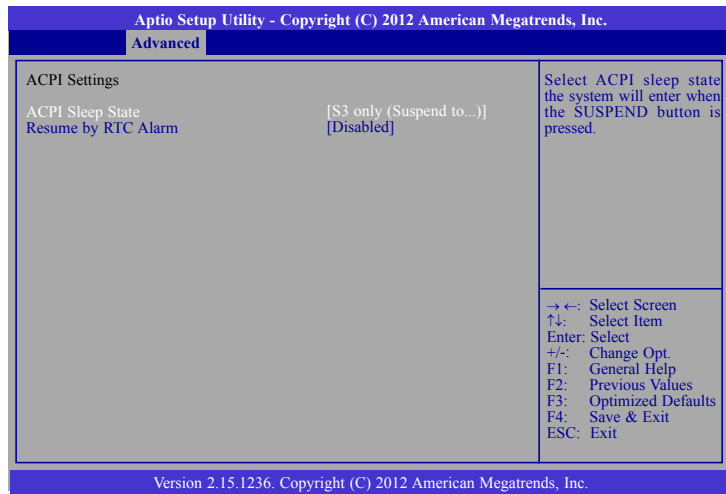 Aptio Setup Utility - Copyright (C) 2012 American Megatrends, Inc.
Advanced
ACPI Settings
ACPI Sleep State [S3 only (Suspend to...)]
Resume by RTC Alarm [Disabled]
Select ACPI sleep state
the system will enter when
the SUSPEND button is
pressed.
→←: Select Screen
↑↓: Select Item
Enter: Select
+/-: Change Opt.
F1: General Help
F2: Previous Values
F3: Optimized Defaults
F4: Save & Exit
ESC: Exit
Version 2.15.1236. Copyright (C) 2012 American Megatrends, Inc.